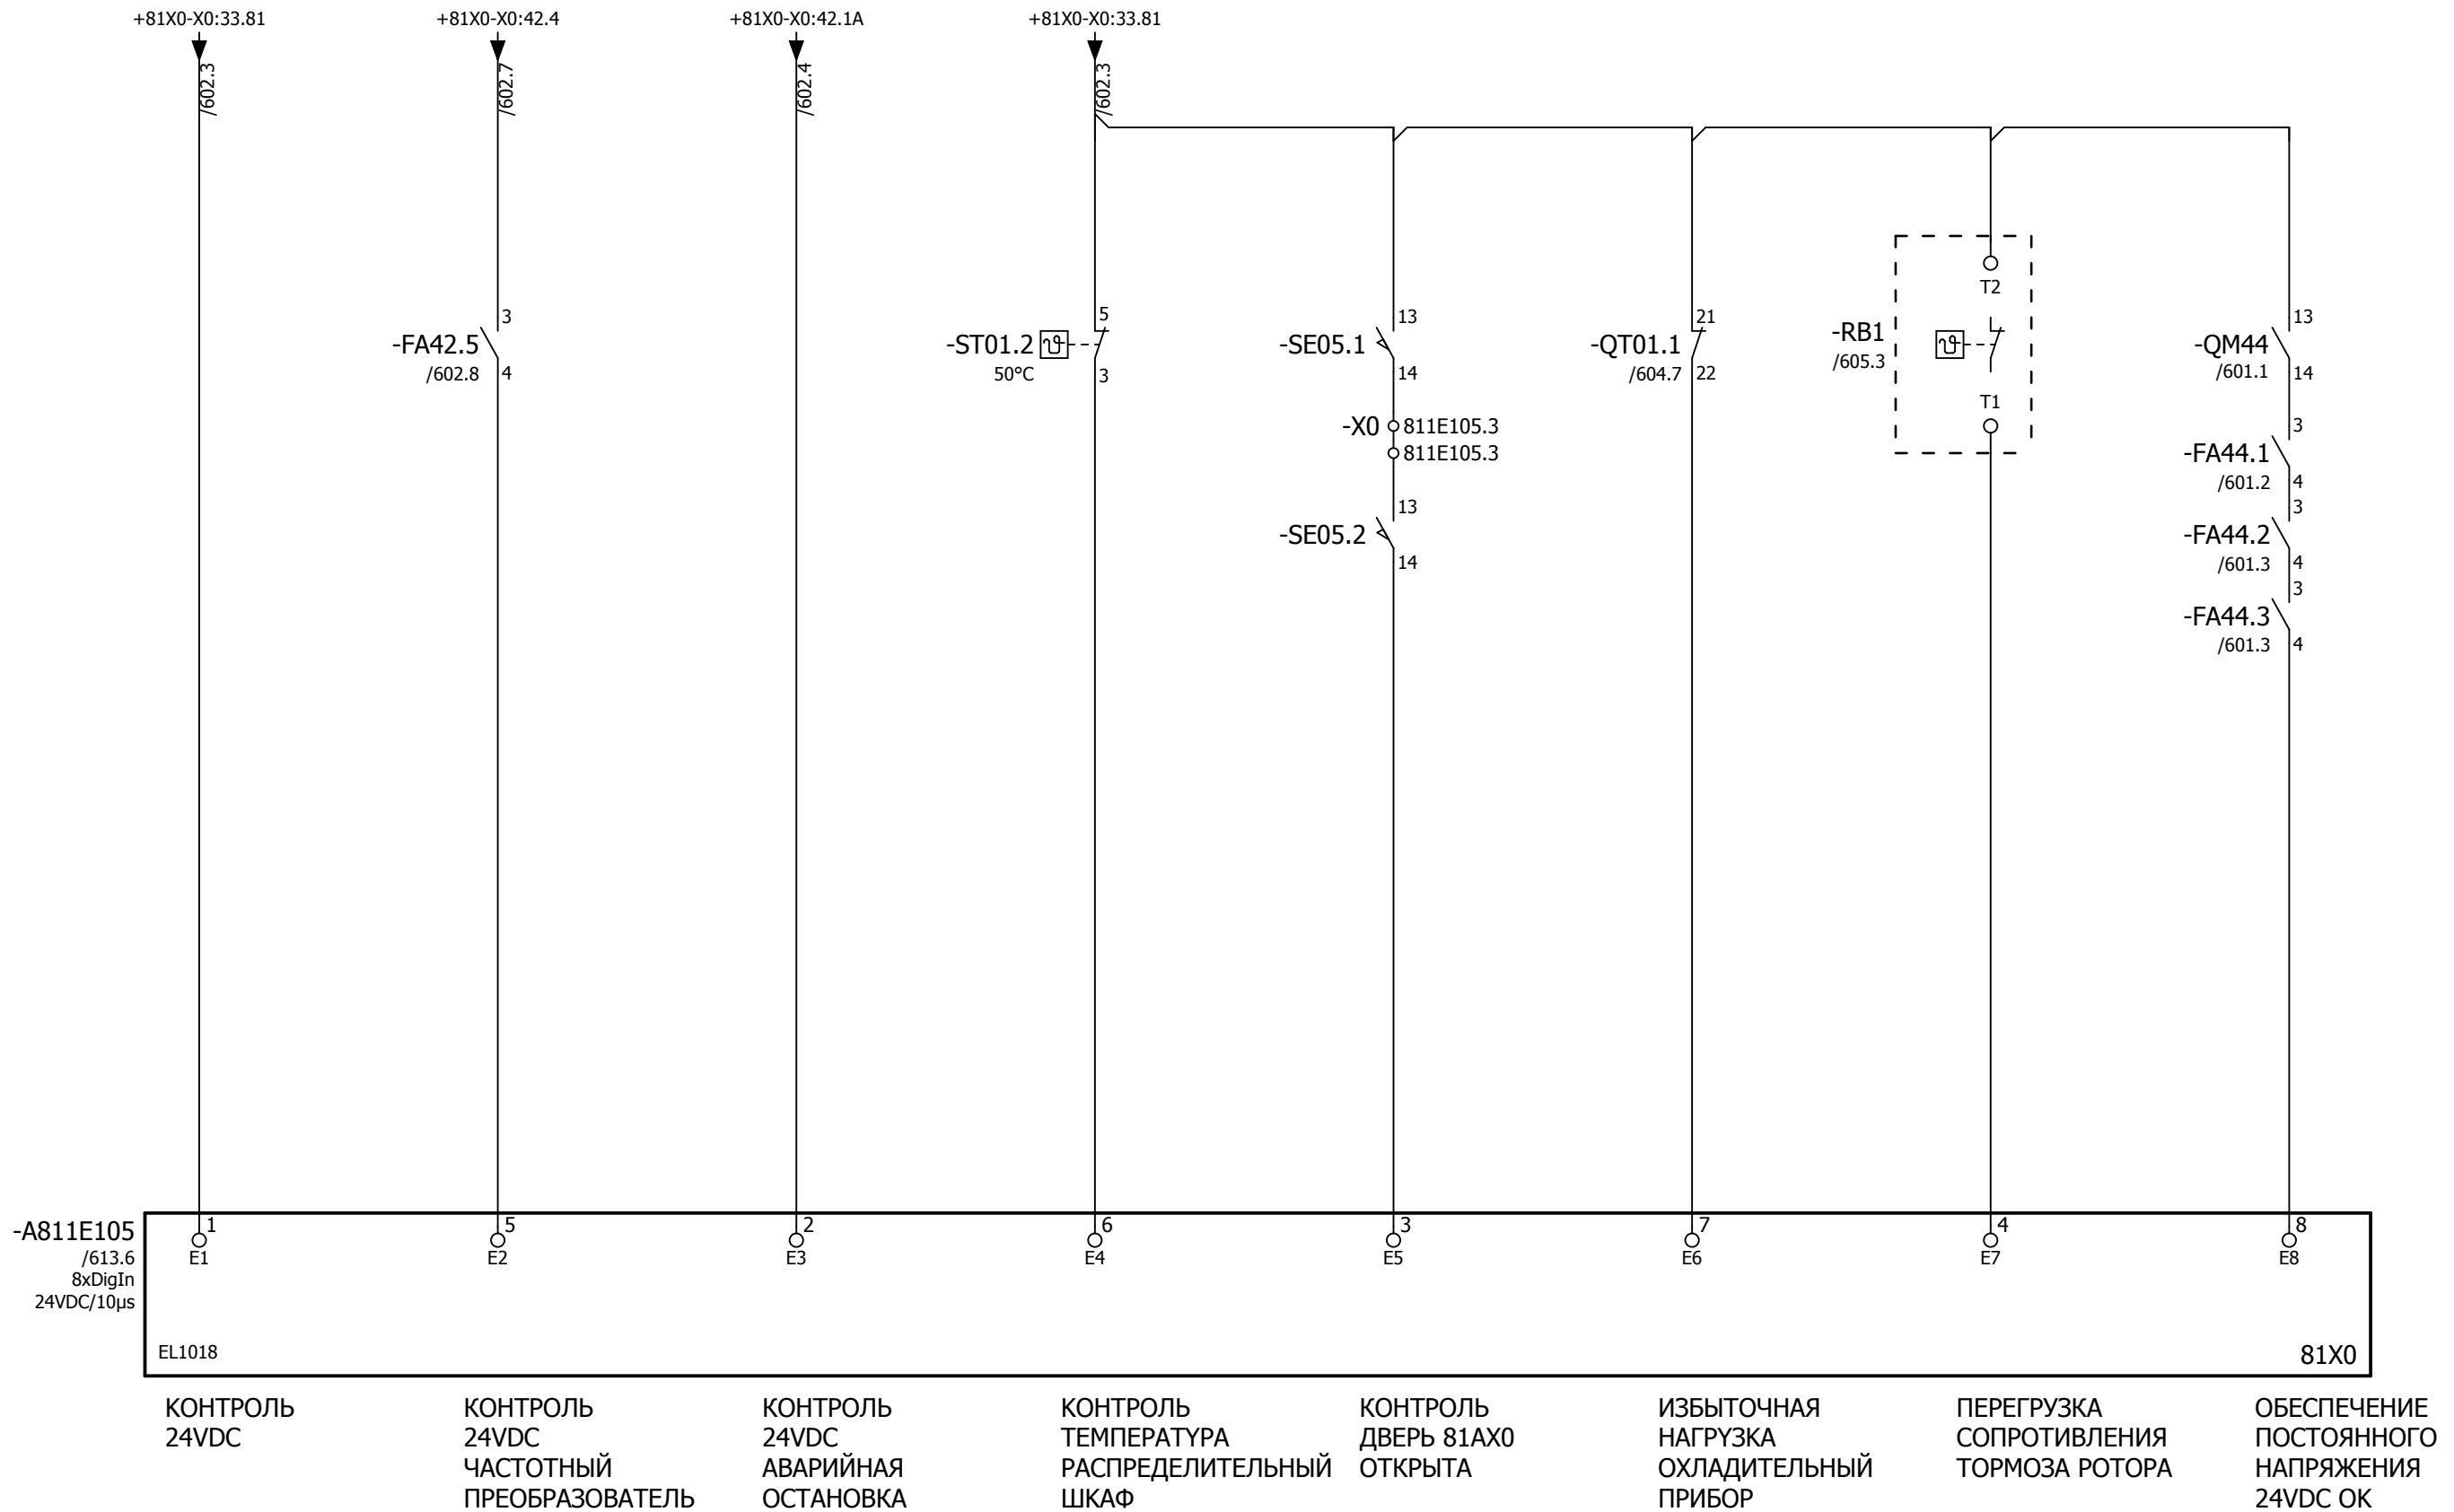 +81X0-X0:33.81
+81X0-X0:42.4
+81X0-X0:42.1A
+81X0-X0:33.81
/602.3
/602.7
/602.4
/602.3
-FA42.5
/602.8
3
4
-ST01.2
50°C
5
3
-SE05.1
13
14
-X0
811E105.3
811E105.3
-SE05.2
13
14
-QT01.1
/604.7
21
22
-RB1
/605.3
T2
T1
-QM44
/601.1
13
14
-FA44.1
/601.2
3
4
-FA44.2
/601.3
3
4
-FA44.3
/601.3
3
4
-A811E105
/613.6
8xDigIn
24VDC/10µs
1
E1
5
E2
2
E3
6
E4
3
E5
7
E6
4
E7
8
E8
EL1018
81X0
КОНТРОЛЬ
24VDC
КОНТРОЛЬ
24VDC
ЧАСТОТНЫЙ
ПРЕОБРАЗОВАТЕЛЬ
КОНТРОЛЬ
24VDC
АВАРИЙНАЯ
ОСТАНОВКА
КОНТРОЛЬ
ТЕМПЕРАТУРА
РАСПРЕДЕЛИТЕЛЬНЫЙ
ШКАФ
КОНТРОЛЬ
ДВЕРЬ 81AX0
ОТКРЫТА
ИЗБЫТОЧНАЯ
НАГРУЗКА
ОХЛАДИТЕЛЬНЫЙ
ПРИБОР
ПЕРЕГРУЗКА
СОПРОТИВЛЕНИЯ
ТОРМОЗА РОТОРА
ОБЕСПЕЧЕНИЕ
ПОСТОЯННОГО
НАПРЯЖЕНИЯ
24VDC OK